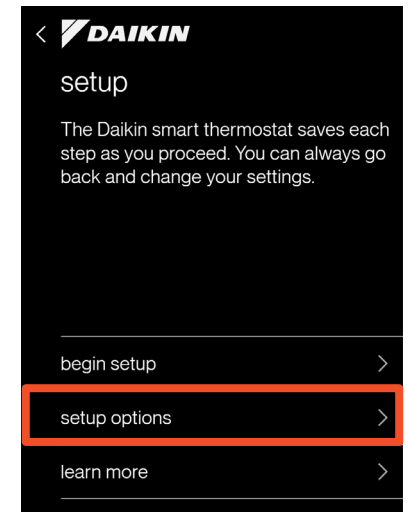 DAIKIN
setup
The Daikin smart thermostat saves each
step as you proceed. You can always go
back and change your settings.
begin setup
setup options
learn more